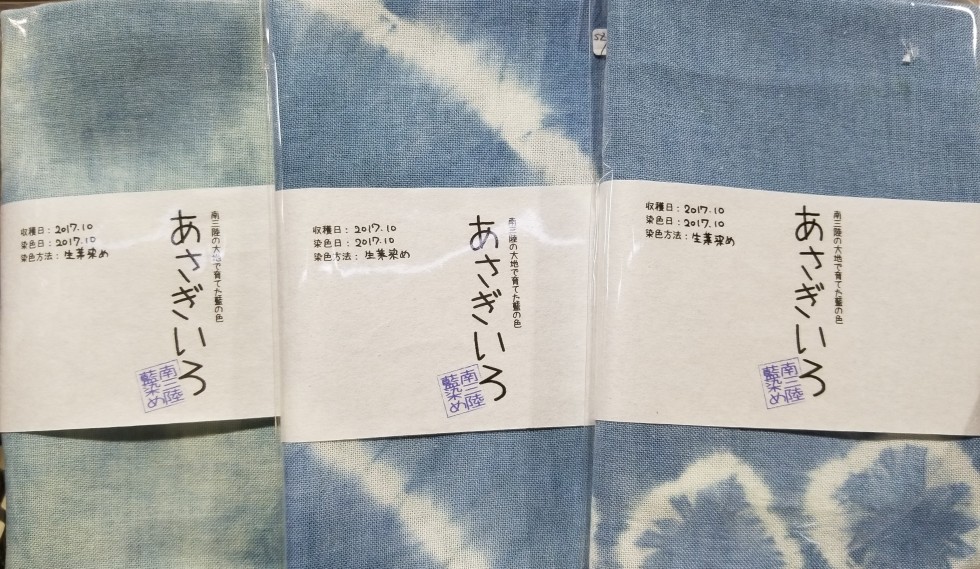 収穫日：2017.10
染色日：2017.10
染色方法：生葉染め
南三陸の大地で育てた藍の色
あさぎいろ
南三陸
藍染め
収穫日：2017.10
染色日：2017.10
染色方法：生葉染め
南三陸の大地で育てた藍の色
あさぎいろ
南三陸
藍染め
収穫日：2017.10
染色日：2017.10
染色方法：生葉染め
南三陸の大地で育てた藍の色
あさぎいろ
南三陸
藍染め